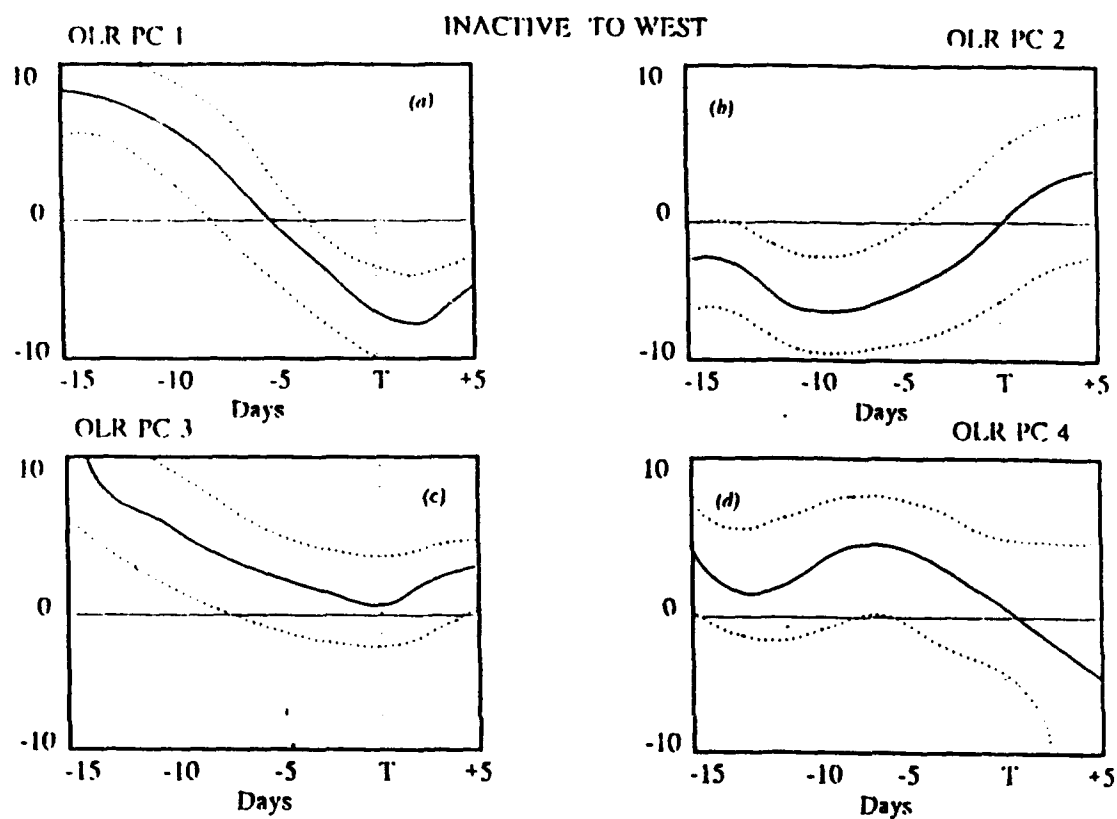 INACTIVE TO WEST
OLR PC 1
OLR PC 2
10
(a)
0
-10
-15 -10 -5 T +5
Days
10
(b)
0
-10
-15 -10 -5 T +5
Days
OLR PC 3
OLR PC 4
10
(c)
0
-10
-15 -10 -5 T +5
Days
10
(d)
0
-10
-15 -10 -5 T +5
Days